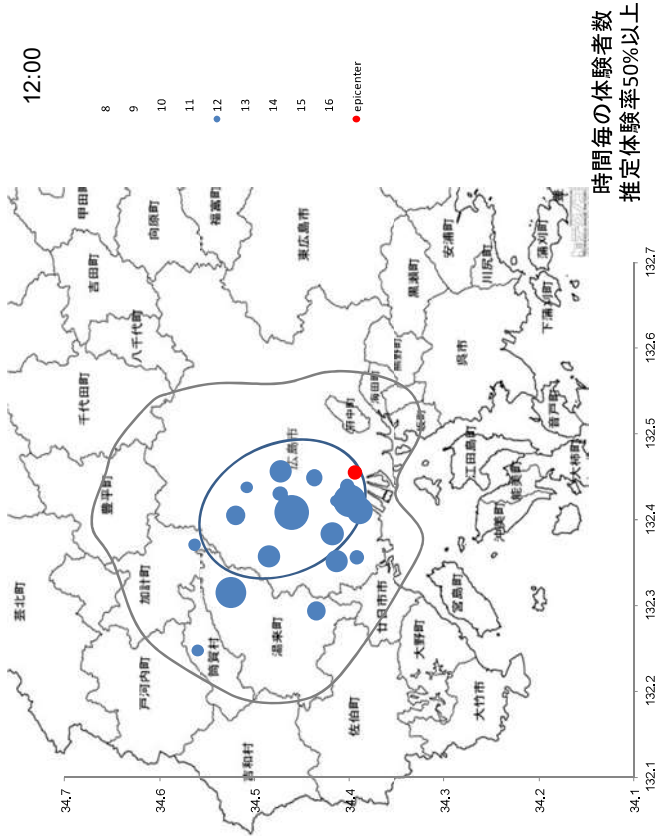 時間毎の体験者数
推定体験率50%以上
12:00
8
9
10
11
12
13
14
15
16
epicenter
34.7
34.6
34.5
34.4
34.3
34.2
34.1
132.1
132.2
132.3
132.4
132.5
132.6
132.7
芸北町
千代田町
吉田町
甲田町
八千代町
向原町
福富町
豊平町
加計町
戸河内町
筒賀村
吉和村
湯来町
広島市
東広島市
佐伯町
廿日市市
府中町
海田町
熊野町
黒瀬町
安浦町
川尻町
呉市
大野町
宮島町
大竹市
江田島町
能美町
沖美町
大柿町
音戸町
下蒲刈町
蒲刈町